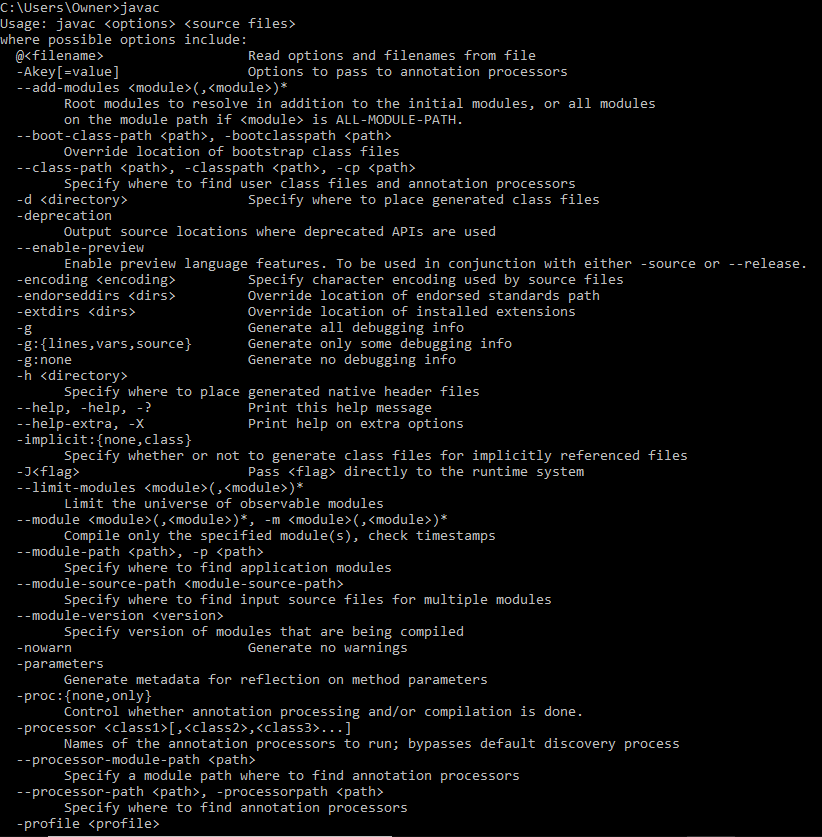 C:\Users\Owner>javac
Usage: javac <options> <source files>
where possible options include:
  @<filename>                  Read options and filenames from file
  -Akey[=value]                Options to pass to annotation processors
  --add-modules <module>(,<module>)*
        Root modules to resolve in addition to the initial modules, or all modules
        on the module path if <module> is ALL-MODULE-PATH.
  --boot-class-path <path>, -bootclasspath <path>
        Override location of bootstrap class files
  --class-path <path>, -classpath <path>, -cp <path>
        Specify where to find user class files and annotation processors
  -d <directory>               Specify where to place generated class files
  -deprecation
        Output source locations where deprecated APIs are used
  --enable-preview
        Enable preview language features. To be used in conjunction with either -source or --release.
  -encoding <encoding>         Specify character encoding used by source files
  -endorseddirs <dirs>         Override location of endorsed standards path
  -extdirs <dirs>              Override location of installed extensions
  -g                           Generate all debugging info
  -g:{lines,vars,source}       Generate only some debugging info
  -g:none                      Generate no debugging info
  -h <directory>
        Specify where to place generated native header files
  --help, -help, -?            Print this help message
  --help-extra, -X             Print help on extra options
  -implicit:{none,class}
        Specify whether or not to generate class files for implicitly referenced files
  -J<flag>                     Pass <flag> directly to the runtime system
  --limit-modules <module>(,<module>)*
        Limit the universe of observable modules
  --module <module>(,<module>)*, -m <module>(,<module>)*
        Compile only the specified module(s), check timestamps
  --module-path <path>, -p <path>
        Specify where to find application modules
  --module-source-path <module-source-path>
        Specify where to find input source files for multiple modules
  --module-version <version>
        Specify version of modules that are being compiled
  -nowarn                      Generate no warnings
  -parameters
        Generate metadata for reflection on method parameters
  -proc:{none,only}
        Control whether annotation processing and/or compilation is done.
  -processor <class1>[,<class2>,<class3>...]
        Names of the annotation processors to run; bypasses default discovery process
  --processor-module-path <path>
        Specify a module path where to find annotation processors
  --processor-path <path>, -processorpath <path>
        Specify where to find annotation processors
  -profile <profile>